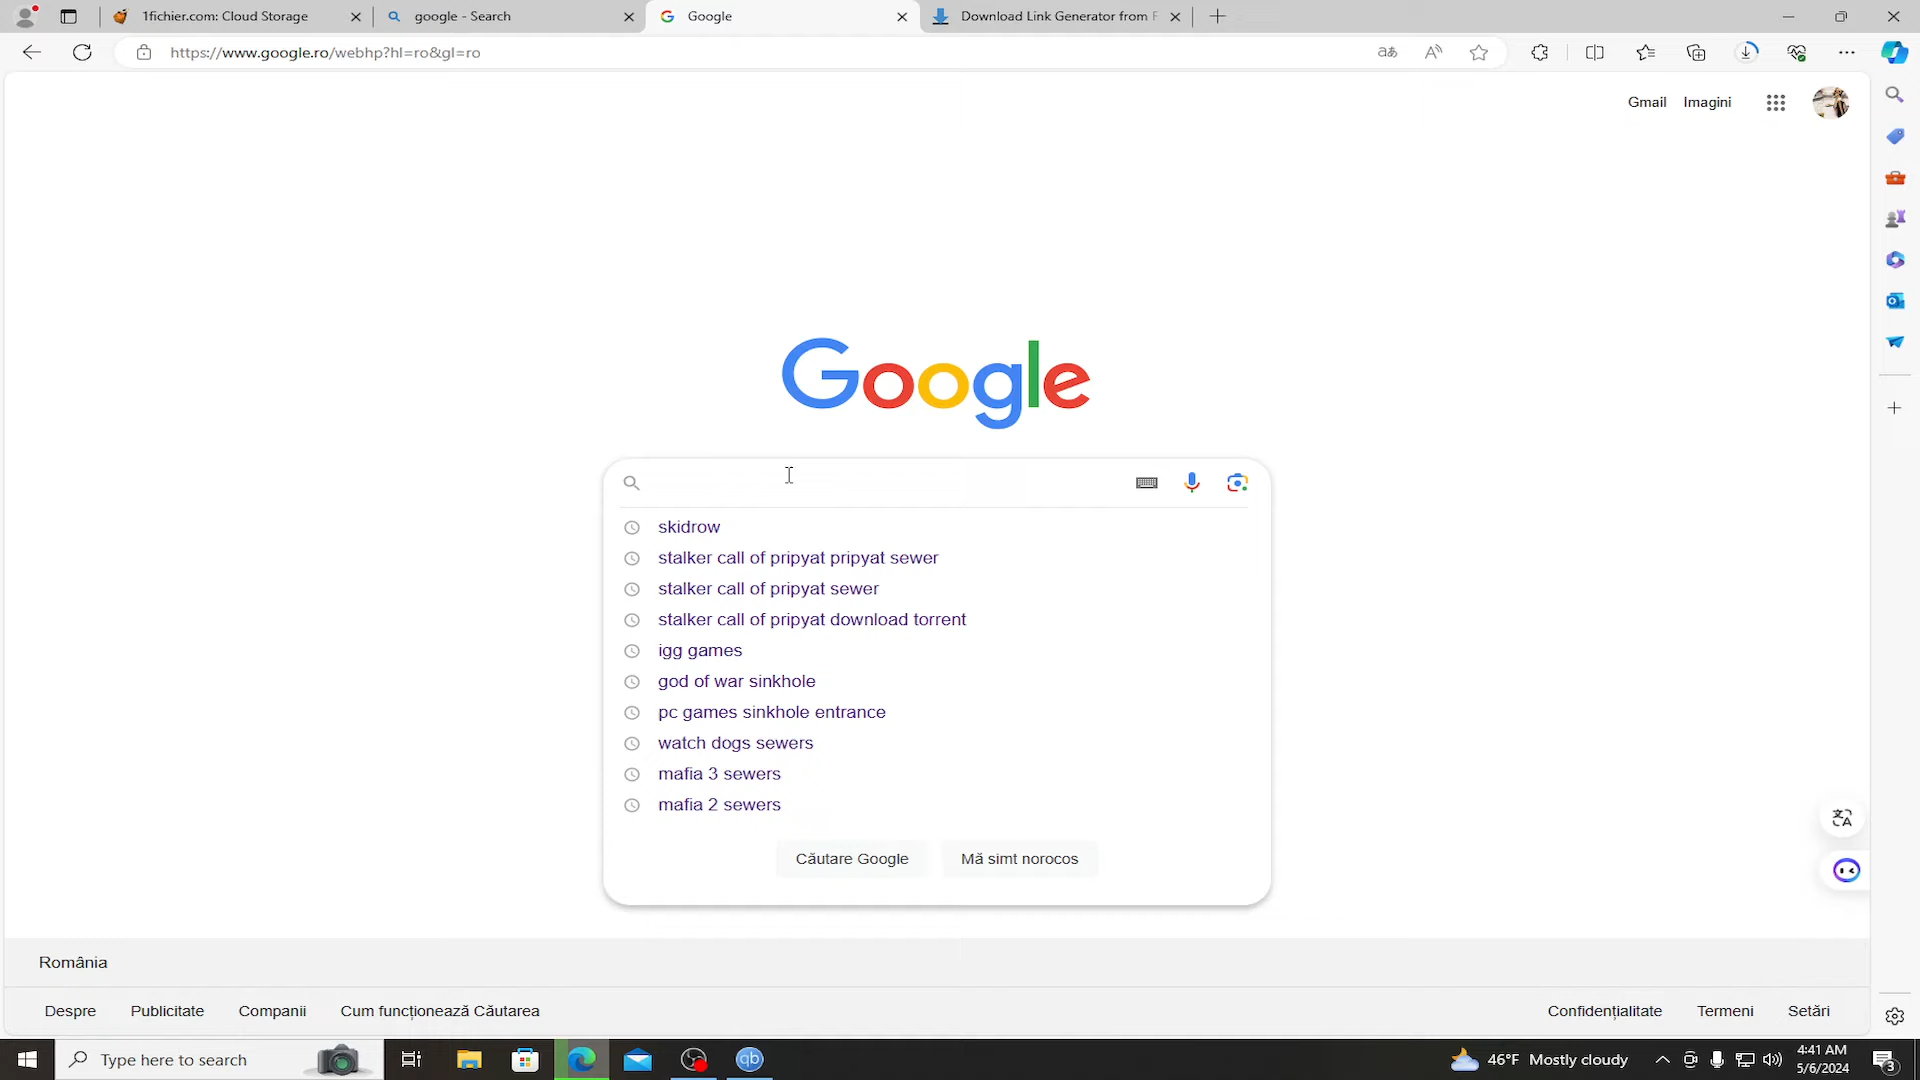 1fichier.com: Cloud Storage
google - Search
Google
Download Link Generator from F
https://www.google.ro/webhp?hl=ro&gl=ro
Gmail
Imagini
Google
skidrow
stalker call of pripyat pripyat sewer
stalker call of pripyat sewer
stalker call of pripyat download torrent
igg games
god of war sinkhole
pc games sinkhole entrance
watch dogs sewers
mafia 3 sewers
mafia 2 sewers
Căutare Google
Mă simt norocos
România
Despre
Publicitate
Companii
Cum funcționează Căutarea
Confidențialitate
Termeni
Setări
Type here to search
qb
46°F Mostly cloudy
4:41 AM
5/6/2024
3